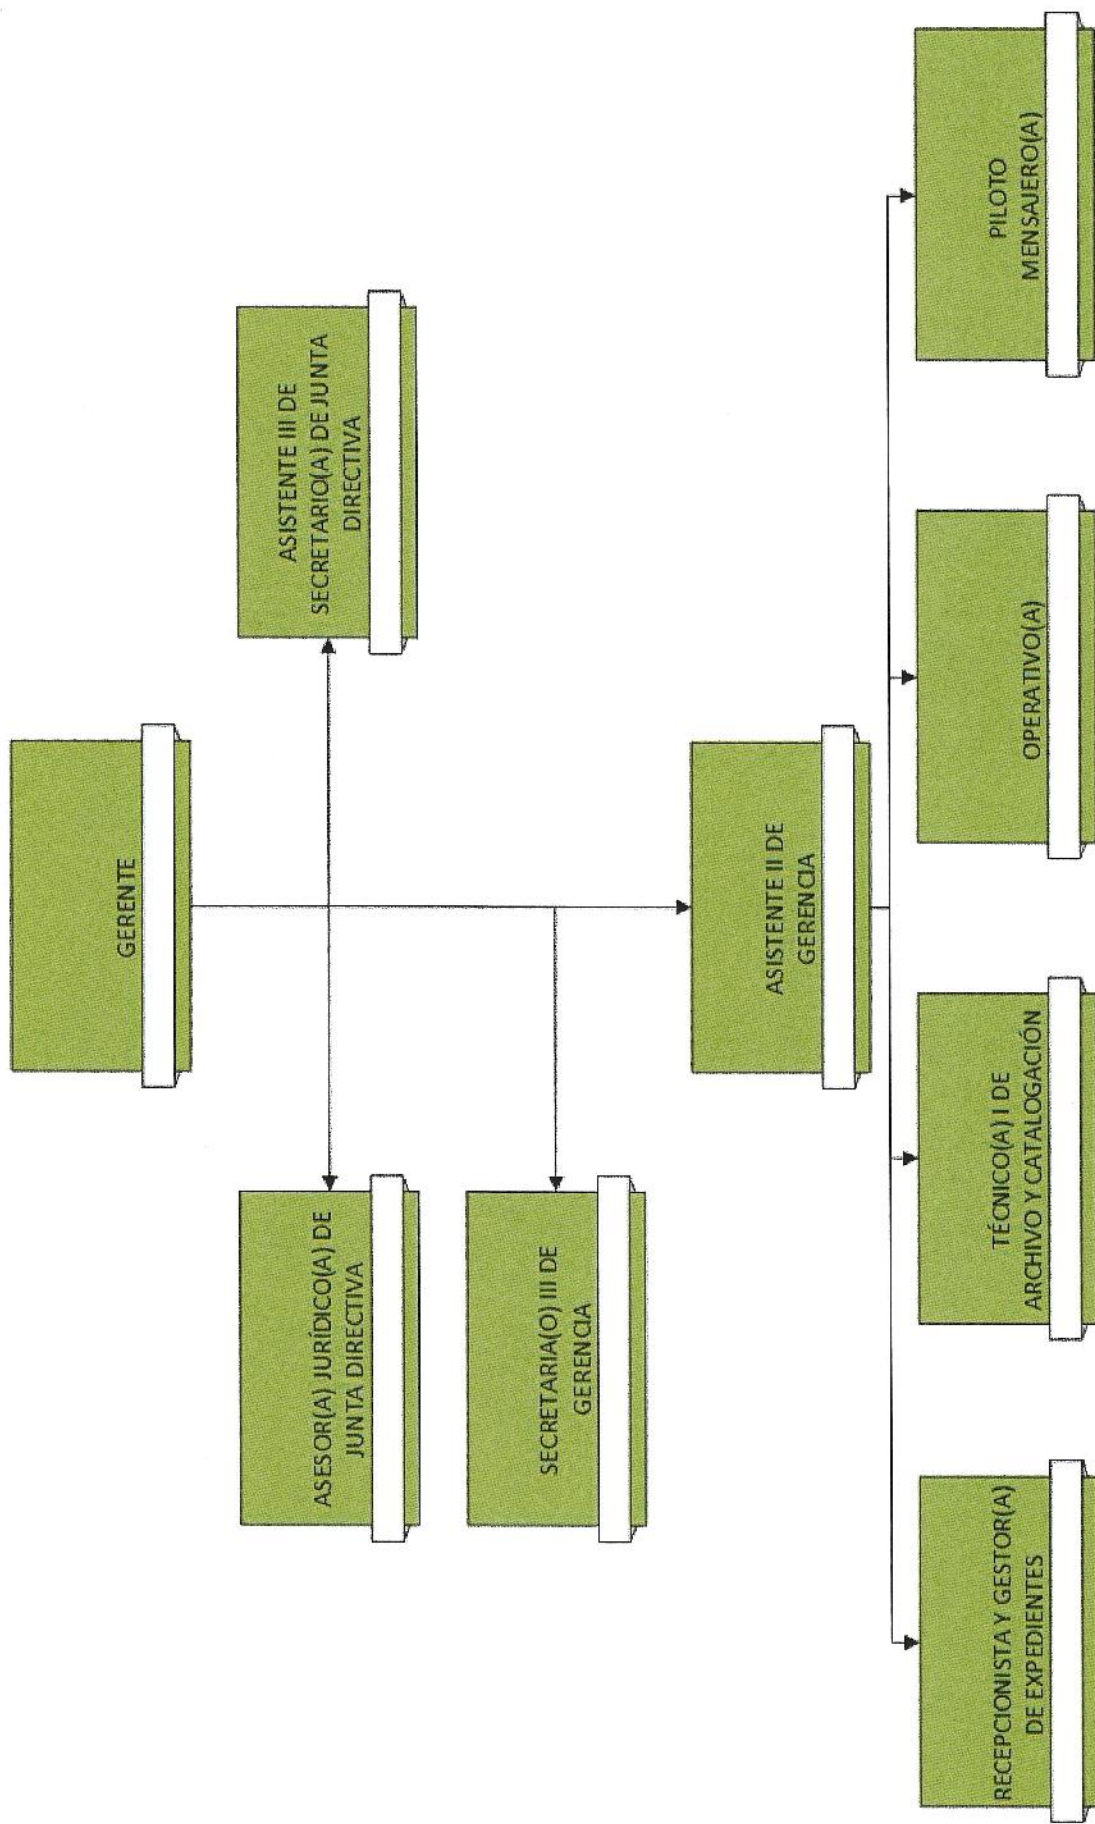 GERENTE
ASESOR(A) JURÍDICO(A) DE
JUNTA DIRECTIVA
ASISTENTE III DE
SECRETARIO(A) DE JUNTA
DIRECTIVA
SECRETARIA(O) III DE
GERENCIA
ASISTENTE II DE
GERENCIA
RECEPCIONISTA Y GESTOR(A)
DE EXPEDIENTES
TÉCNICO(A) I DE
ARCHIVO Y CATALOGACIÓN
OPERATIVO(A)
PILOTO
MENSAJERO(A)